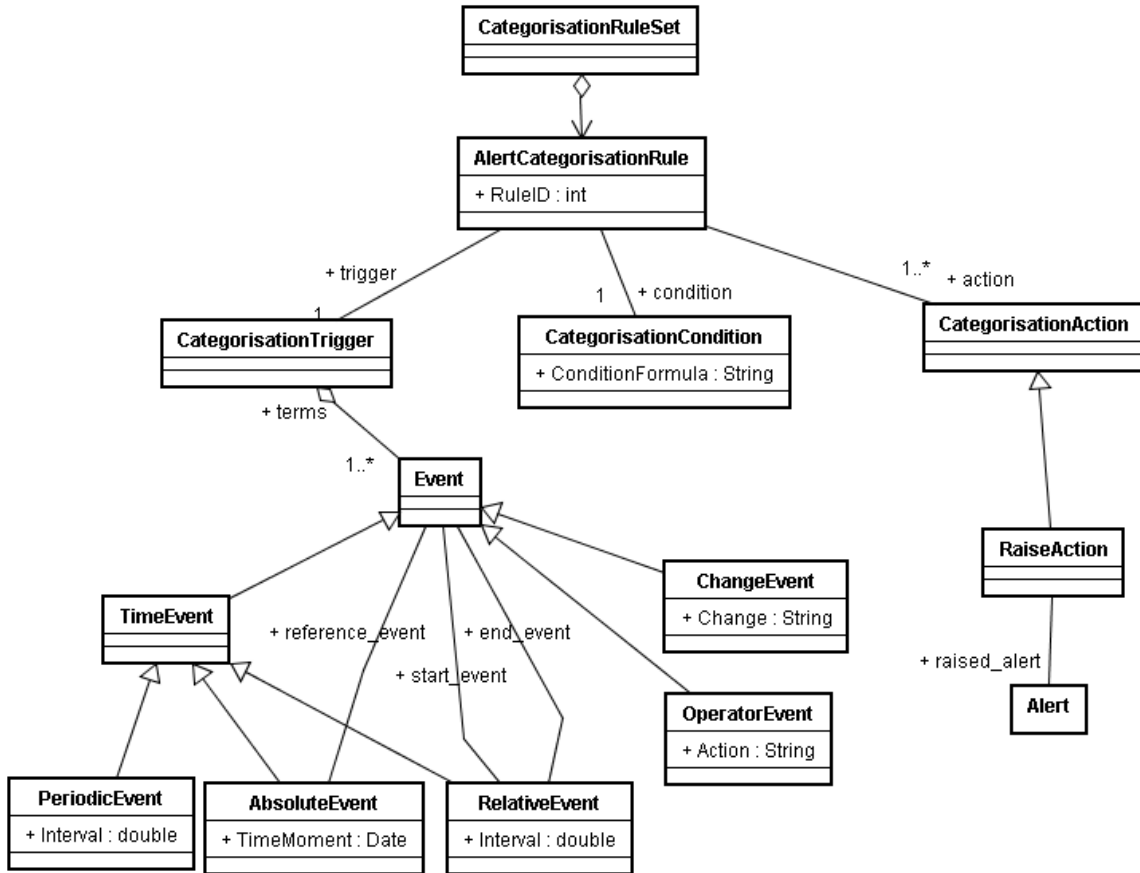 CategorisationRuleSet
AlertCategorisationRule
+ RuleID : int
+ trigger
1
1
+ condition
1..*
+ action
CategorisationTrigger
CategorisationCondition
+ ConditionFormula : String
CategorisationAction
+ terms
1..*
Event
RaiseAction
ChangeEvent
+ Change : String
TimeEvent
+ reference_event
+ end_event
+ start_event
+ raised_alert
Alert
OperatorEvent
+ Action : String
PeriodicEvent
+ Interval : double
AbsoluteEvent
+ TimeMoment : Date
RelativeEvent
+ Interval : double